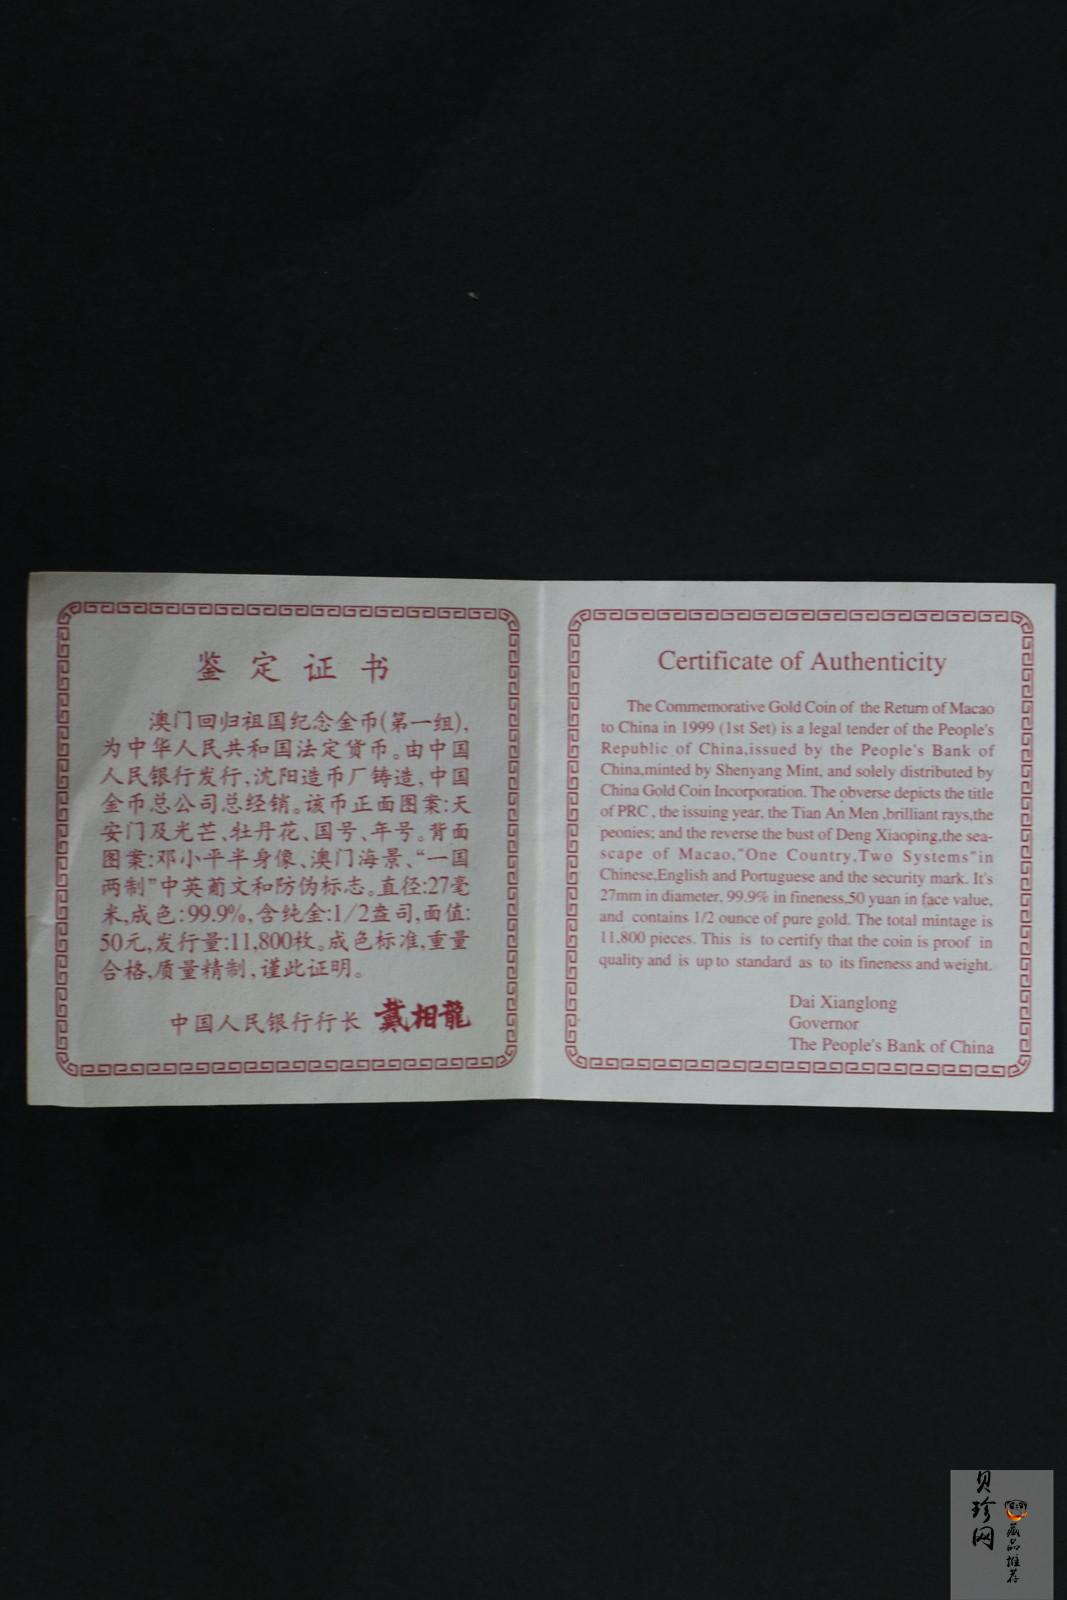 鉴定证书
澳门回归祖国纪念金币(第一组),
为中华人民共和国法定货币。由中国
人民银行发行,沈阳造币厂铸造,中国
金币总公司总经销。该币正面图案:天
安门及光芒、牡丹花、国号、年号。背面
图案:邓小平半身像、澳门海景、“一国
两制”中英葡文和防伪标志。直径:27毫
米,成色:99.9%,含纯金:1/2盎司,面值:
50元,发行量:11,800枚。成色标准,重量
合格,质量精制,谨此证明。
中国人民银行行长 戴相龍
Certificate of Authenticity
The Commemorative Gold Coin of the Return of Macao
to China in 1999 (1st Set) is a legal tender of the People's
Republic of China,issued by the People's Bank of
China,minted by Shenyang Mint, and solely distributed by
China Gold Coin Incorporation. The obverse depicts the title
of PRC , the issuing year, the Tian An Men ,brilliant rays,the
peonies; and the reverse the bust of Deng Xiaoping,the sea-
scape of Macao,"One Country,Two Systems"in
Chinese,English and Portuguese and the security mark. It's
27mm in diameter, 99.9% in fineness,50 yuan in face value,
and contains 1/2 ounce of pure gold. The total mintage is
11,800 pieces. This is to certify that the coin is proof in
quality and is up to standard as to its fineness and weight.
Dai Xianglong
Governor
The People's Bank of China
贝珍网
藏品推荐